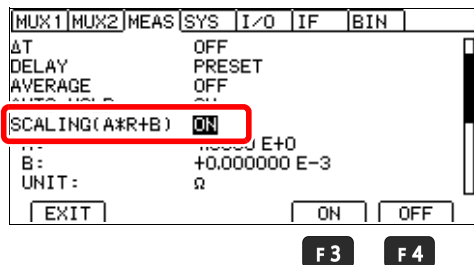 MUX1 MUX2 MEAS SYS I/O IF BIN
ΔT OFF
DELAY PRESET
AVERAGE OFF
SCALING(A*R+B) ON
B: +0.000000 E-3
UNIT: Ω
EXIT ON OFF
F3 F4